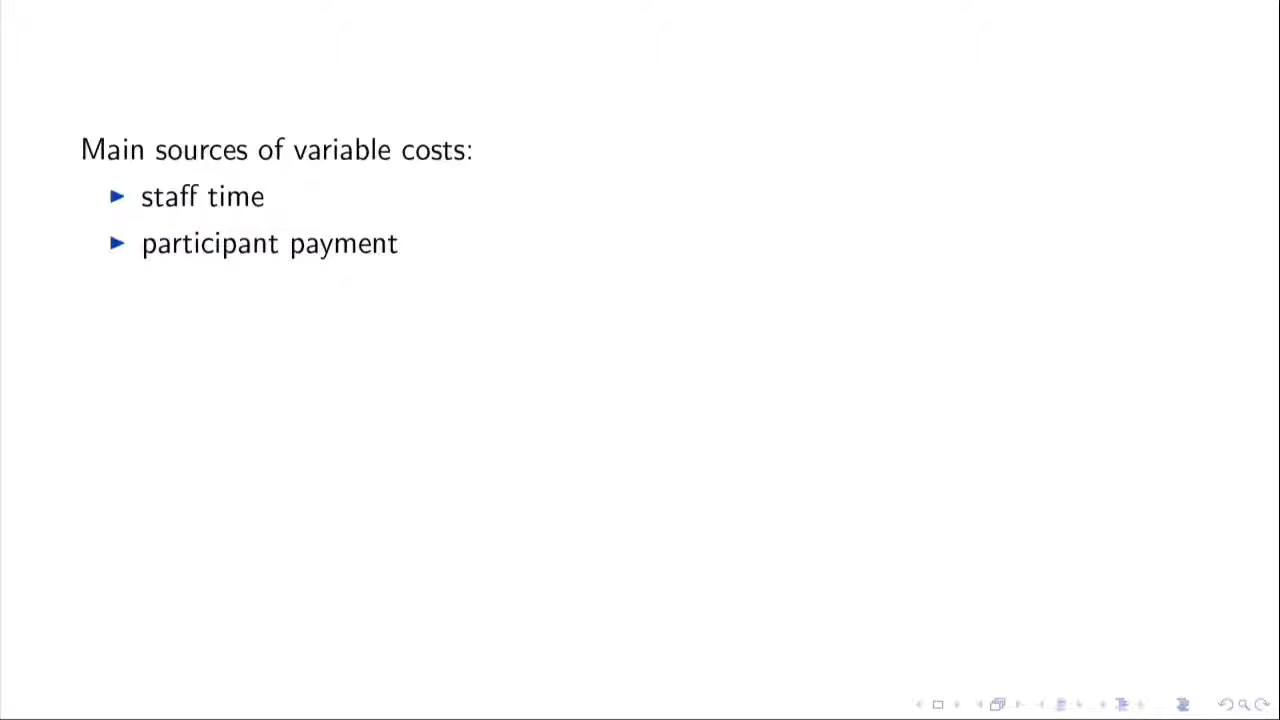 Main sources of variable costs:
staff time
participant payment